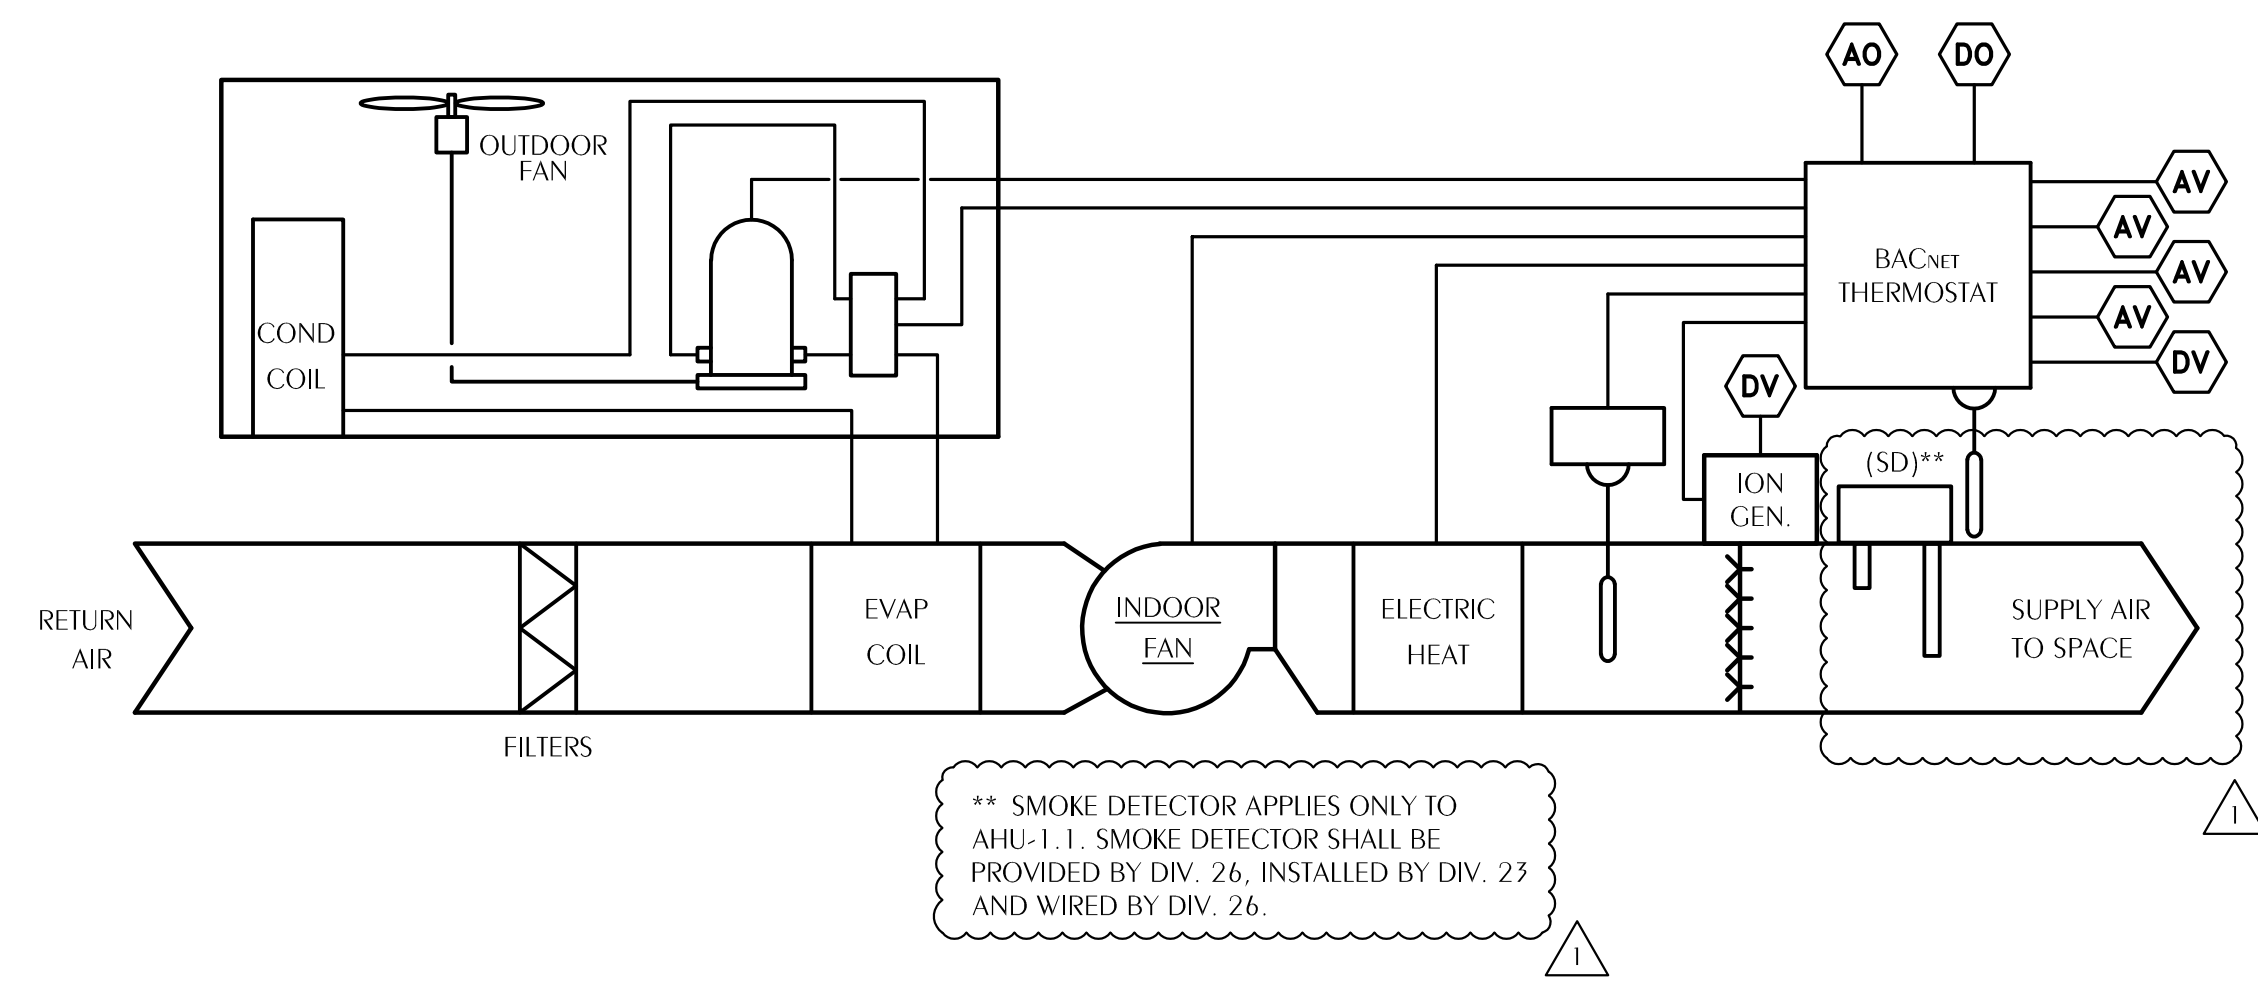 AO
DO
OUTDOOR
FAN
AV
AV
BACNET
THERMOSTAT
AV
AV
DV
COND
COIL
DV
(SD)**
ION
GEN.
RETURN
AIR
EVAP
COIL
INDOOR
FAN
ELECTRIC
HEAT
SUPPLY AIR
TO SPACE
FILTERS
** SMOKE DETECTOR APPLIES ONLY TO
AHU-1.1. SMOKE DETECTOR SHALL BE
PROVIDED BY DIV. 26, INSTALLED BY DIV. 23
AND WIRED BY DIV. 26.
1
1